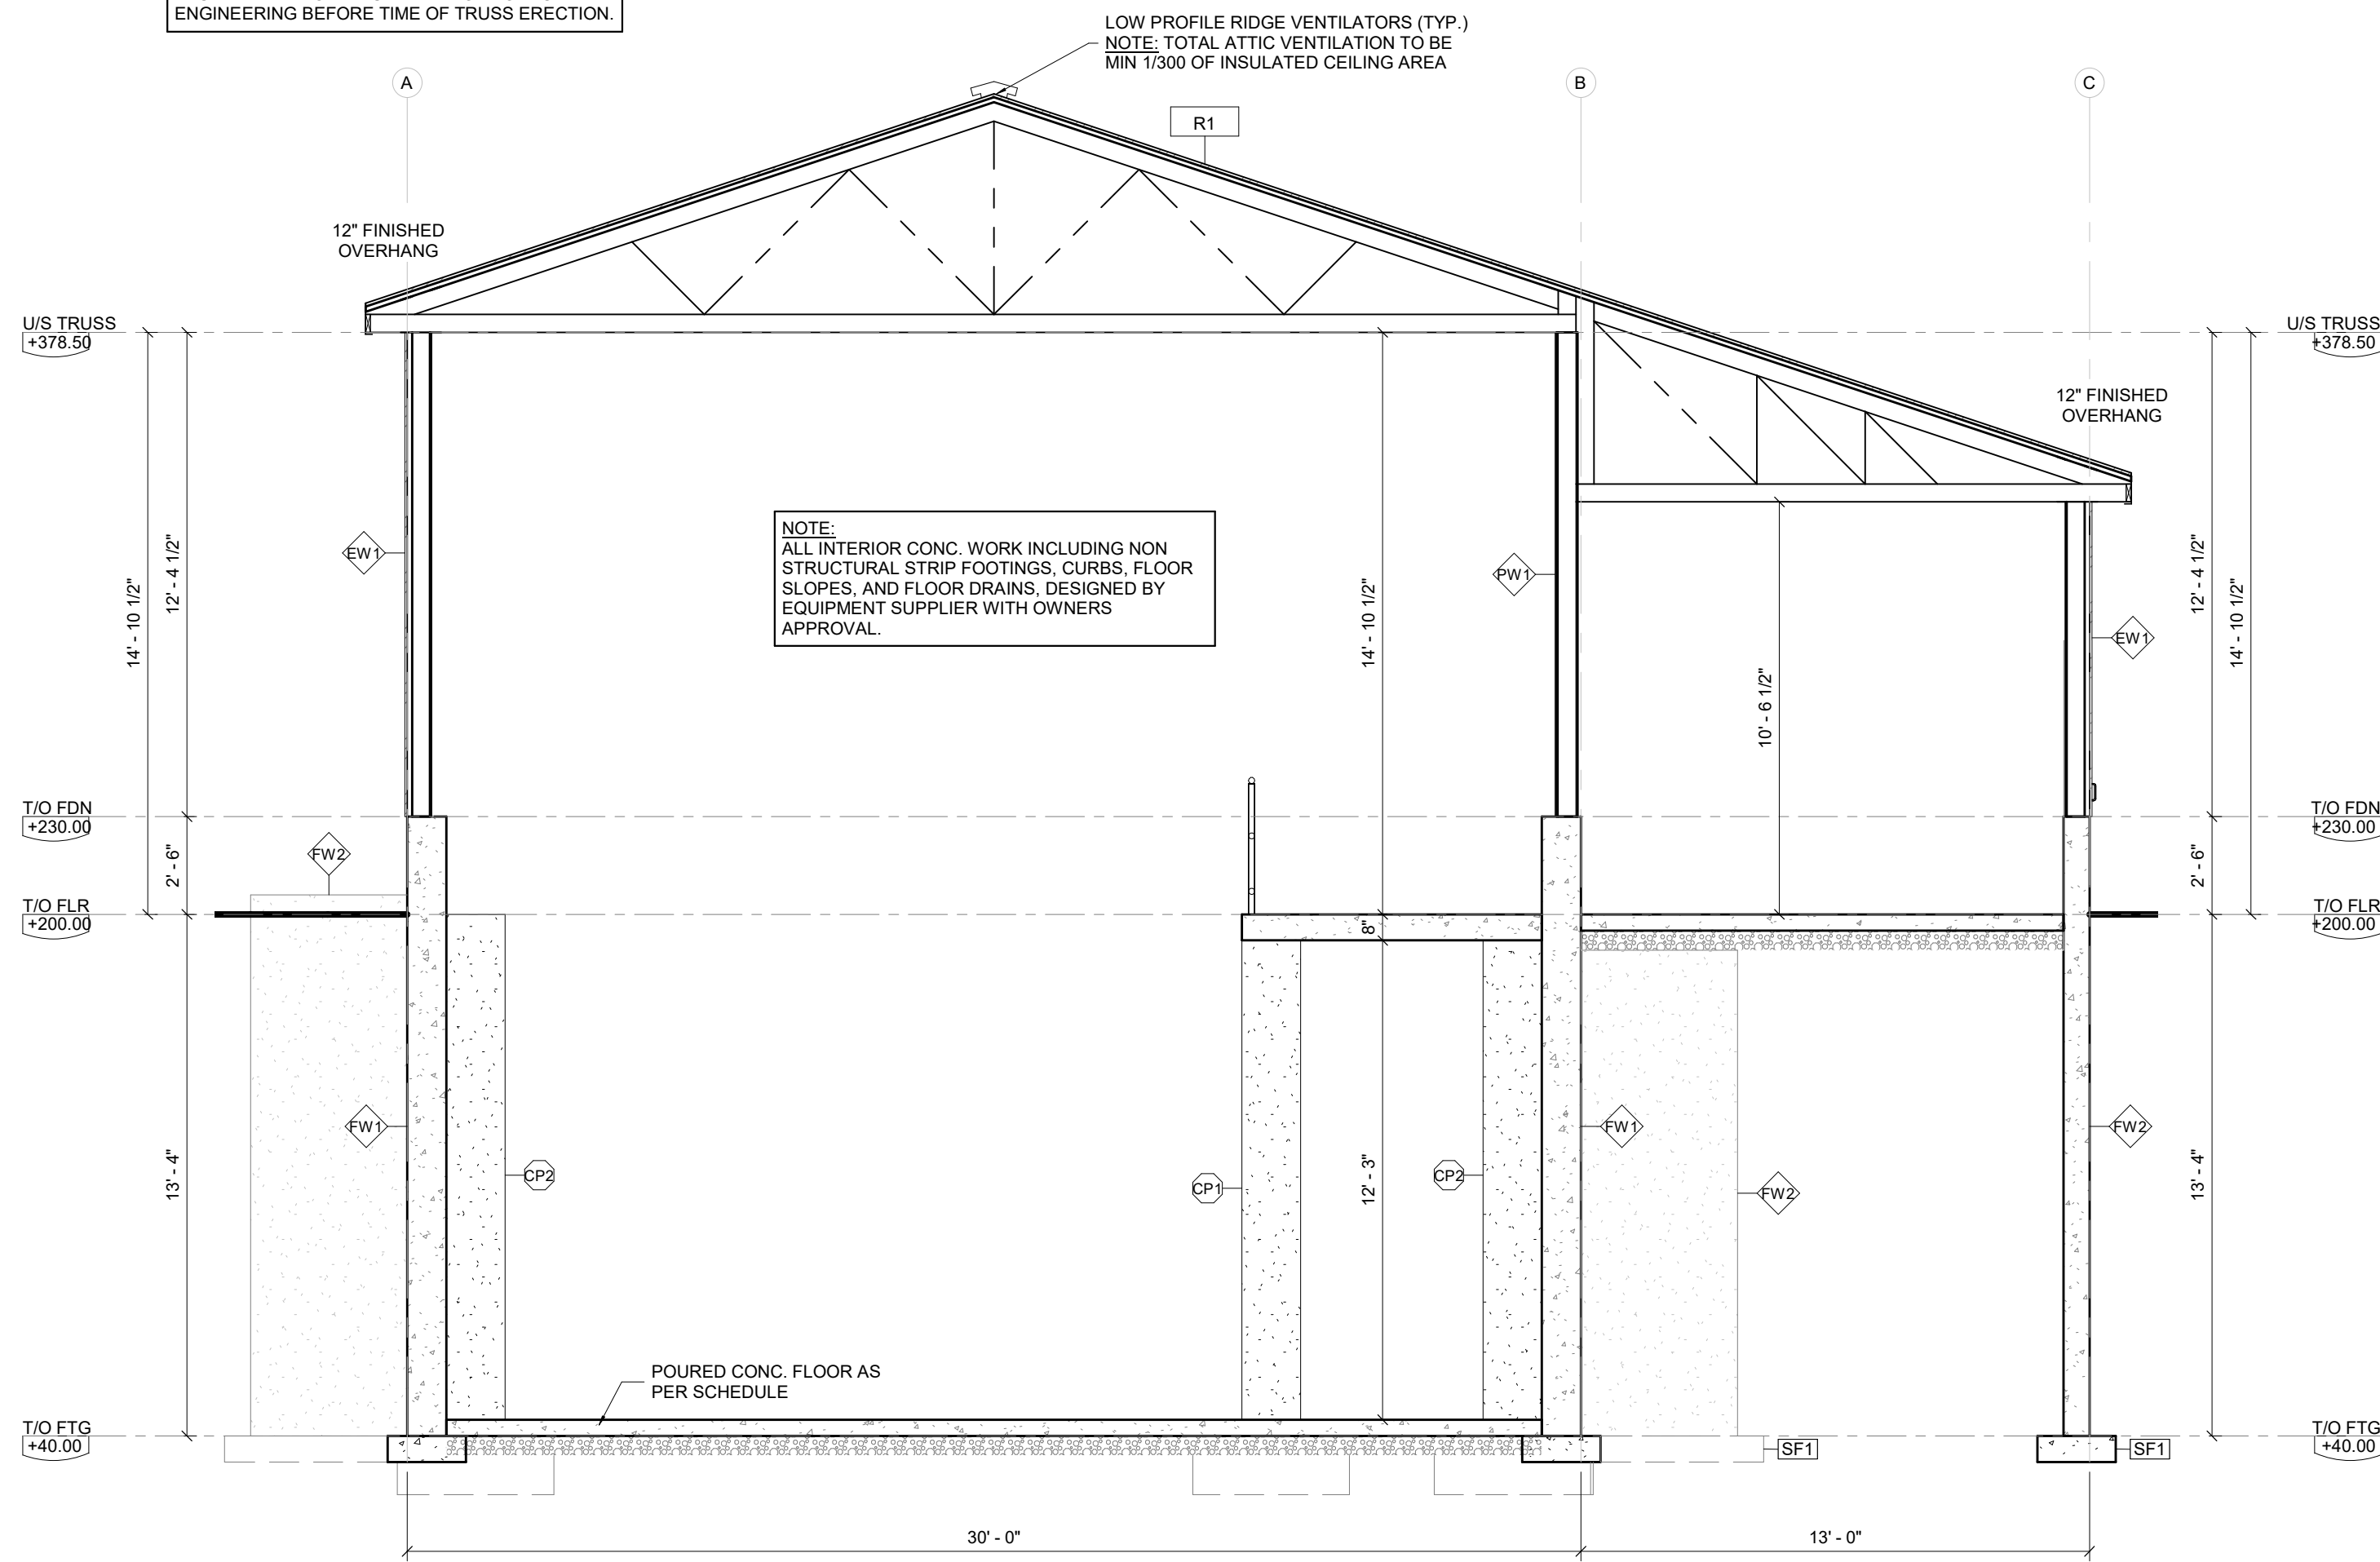 ENGINEERING BEFORE TIME OF TRUSS ERECTION.
LOW PROFILE RIDGE VENTILATORS (TYP.)
NOTE: TOTAL ATTIC VENTILATION TO BE
MIN 1/300 OF INSULATED CEILING AREA
A
B
C
R1
12" FINISHED
OVERHANG
U/S TRUSS
+378.50
U/S TRUSS
+378.50
12" FINISHED
OVERHANG
NOTE:
ALL INTERIOR CONC. WORK INCLUDING NON
STRUCTURAL STRIP FOOTINGS, CURBS, FLOOR
SLOPES, AND FLOOR DRAINS, DESIGNED BY
EQUIPMENT SUPPLIER WITH OWNERS
APPROVAL.
EW1
PW1
EW1
14' - 10 1/2"
12' - 4 1/2"
14' - 10 1/2"
10' - 6 1/2"
12' - 4 1/2"
14' - 10 1/2"
T/O FDN
+230.00
T/O FDN
+230.00
FW2
2' - 6"
2' - 6"
T/O FLR
+200.00
8"
T/O FLR
+200.00
FW1
FW1
FW2
CP2
CP1
CP2
FW2
13' - 4"
12' - 3"
13' - 4"
POURED CONC. FLOOR AS
PER SCHEDULE
T/O FTG
+40.00
SF1
SF1
T/O FTG
+40.00
30' - 0"
13' - 0"